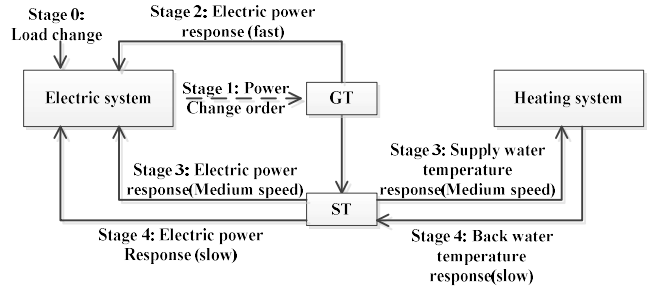 Stage 0:
Load change
Stage 2: Electric power
response (fast)
Electric system
Stage 1: Power
Change order
GT
Heating system
Stage 3: Electric power
response(Medium speed)
Stage 3: Supply water
temperature
response(Medium speed)
ST
Stage 4: Electric power
Response (slow)
Stage 4: Back water
temperature
response(slow)